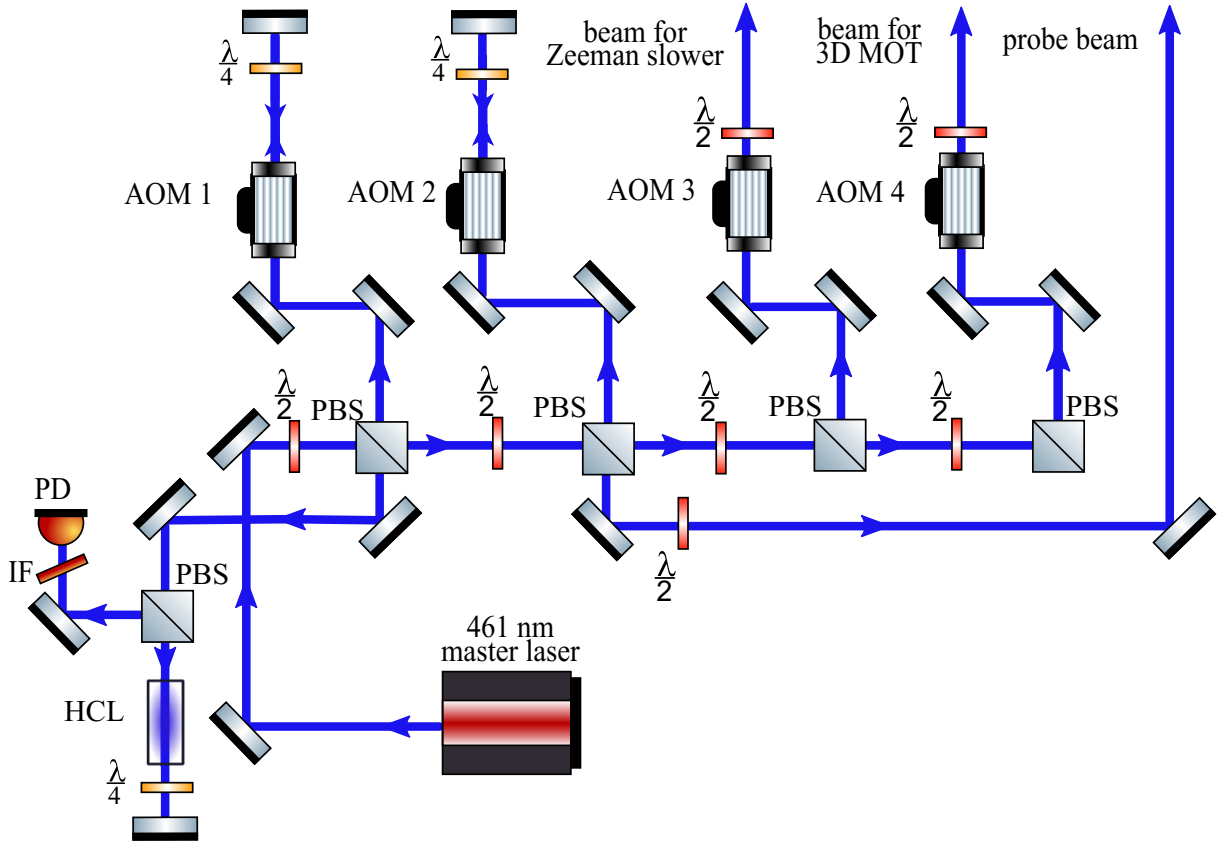 beam for
Zeeman slower
beam for
3D MOT
probe beam
λ
4
λ
4
λ
2
λ
2
AOM 1
AOM 2
AOM 3
AOM 4
λ
2
PBS
λ
2
PBS
λ
2
PBS
λ
2
PBS
PD
IF
PBS
λ
2
461 nm
master laser
HCL
λ
4